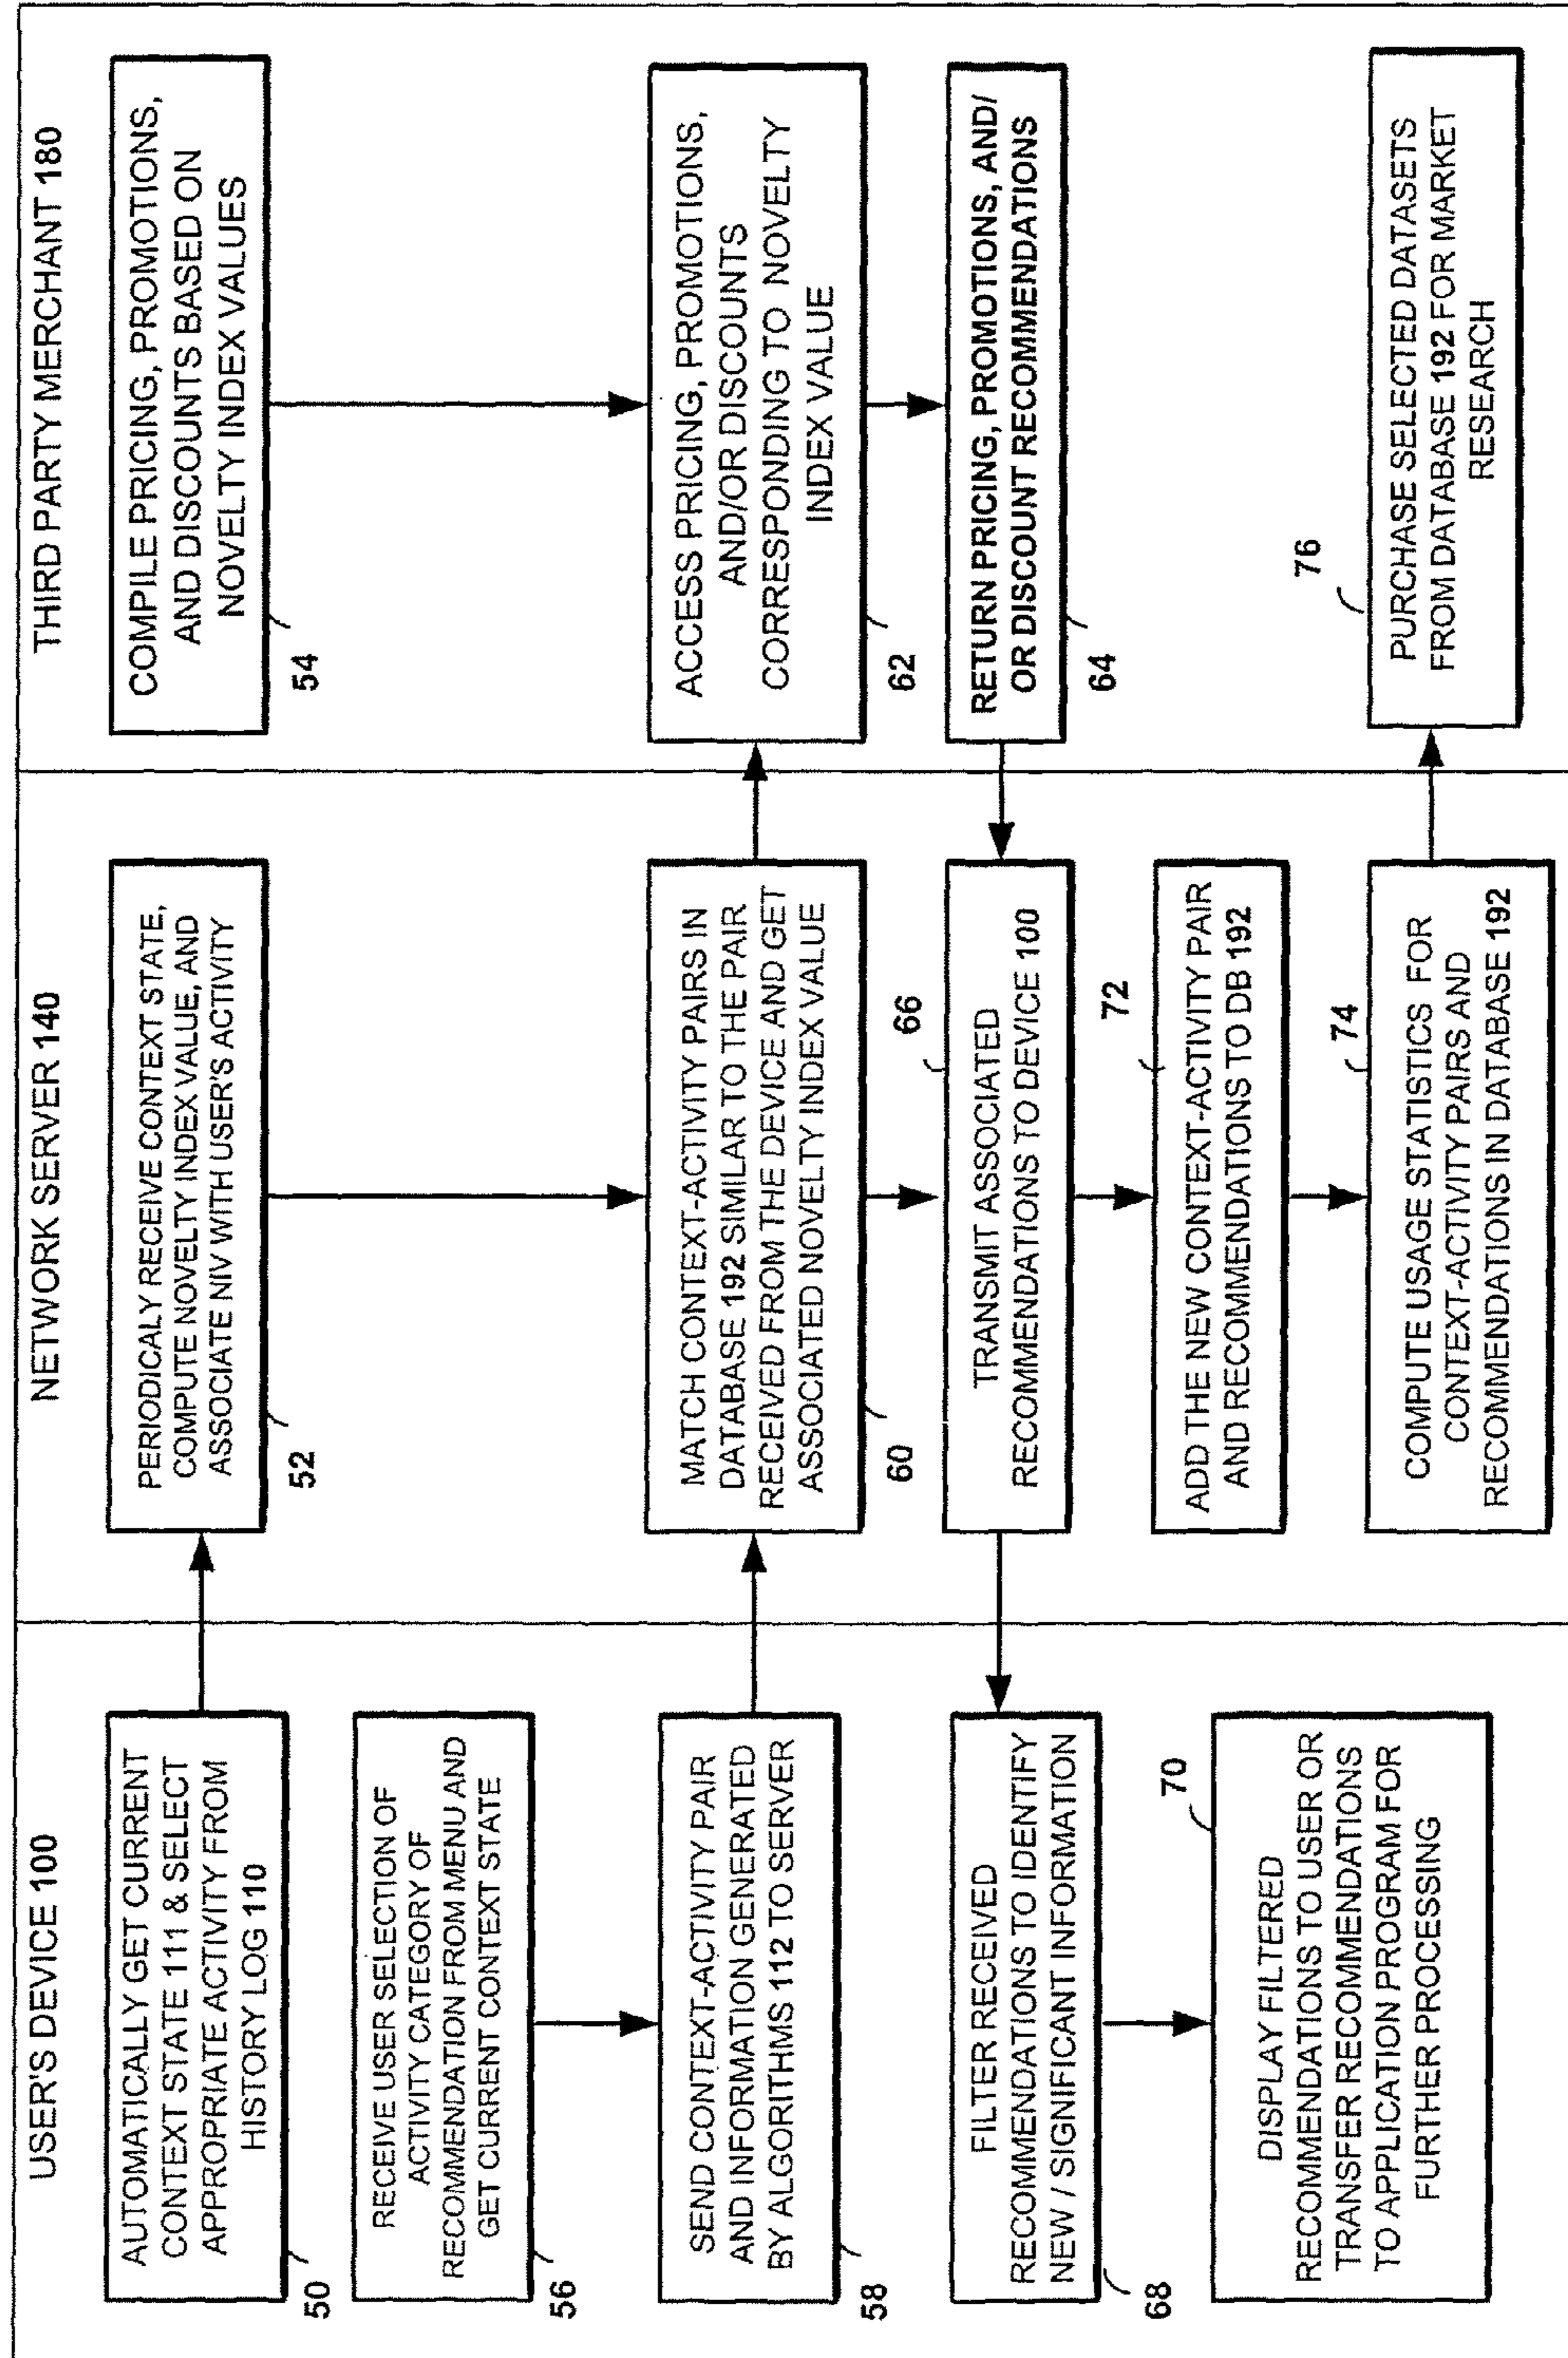 USER'S DEVICE 100
AUTOMATICALLY GET CURRENT
CONTEXT STATE 111 & SELECT
APPROPRIATE ACTIVITY FROM
HISTORY LOG 110
50
RECEIVE USER SELECTION OF
ACTIVITY CATEGORY OF
RECOMMENDATION FROM MENU AND
GET CURRENT CONTEXT STATE
56
SEND CONTEXT-ACTIVITY PAIR
AND INFORMATION GENERATED
BY ALGORITHMS 112 TO SERVER
58
FILTER RECEIVED
RECOMMENDATIONS TO IDENTIFY
NEW / SIGNIFICANT INFORMATION
68
70
DISPLAY FILTERED
RECOMMENDATIONS TO USER OR
TRANSFER RECOMMENDATIONS
TO APPLICATION PROGRAM FOR
FURTHER PROCESSING
NETWORK SERVER 140
PERIODICALY RECEIVE CONTEXT STATE,
COMPUTE NOVELTY INDEX VALUE, AND
ASSOCIATE NIV WITH USER'S ACTIVITY
52
MATCH CONTEXT-ACTIVITY PAIRS IN
DATABASE 192 SIMILAR TO THE PAIR
RECEIVED FROM THE DEVICE AND GET
ASSOCIATED NOVELTY INDEX VALUE
60
66
TRANSMIT ASSOCIATED
RECOMMENDATIONS TO DEVICE 100
72
ADD THE NEW CONTEXT-ACTIVITY PAIR
AND RECOMMENDATIONS TO DB 192
74
COMPUTE USAGE STATISTICS FOR
CONTEXT-ACTIVITY PAIRS AND
RECOMMENDATIONS IN DATABASE 192
THIRD PARTY MERCHANT 180
COMPILE PRICING, PROMOTIONS,
AND DISCOUNTS BASED ON
NOVELTY INDEX VALUES
54
ACCESS PRICING, PROMOTIONS,
AND/OR DISCOUNTS
CORRESPONDING TO NOVELTY
INDEX VALUE
62
RETURN PRICING, PROMOTIONS, AND/
OR DISCOUNT RECOMMENDATIONS
64
76
PURCHASE SELECTED DATASETS
FROM DATABASE 192 FOR MARKET
RESEARCH